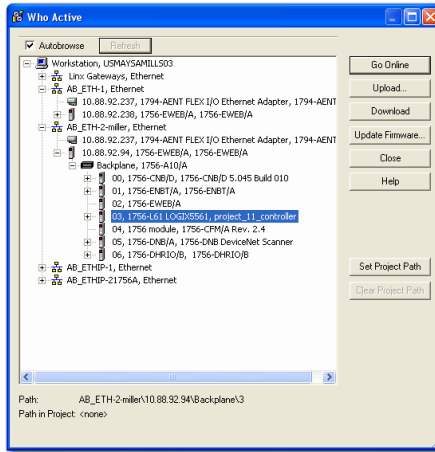 Who Active
Autobrowse
Refresh
Workstation, USMAYSAMILLS03
Linx Gateways, Ethernet
AB_ETH-1, Ethernet
10.88.92.237, 1794-AENT FLEX I/O Ethernet Adapter, 1794-AENT
10.88.92.238, 1756-EWEB/A, 1756-EWEB/A
AB_ETH-2-miller, Ethernet
10.88.92.237, 1794-AENT FLEX I/O Ethernet Adapter, 1794-AENT
10.88.92.94, 1756-EWEB/A, 1756-EWEB/A
Backplane, 1756-A10/A
00, 1756-CNB/D, 1756-CNB/D 5.045 Build 010
01, 1756-ENBT/A, 1756-ENBT/A
02, 1756-EWEB/A
03, 1756-L61 LOGIX5561, project_11_controller
04, 1756 module, 1756-CFM/A Rev. 2.4
05, 1756-DNB/A, 1756-DNB DeviceNet Scanner
06, 1756-DHRIO/B, 1756-DHRIO/B
AB_ETHIP-1, Ethernet
AB_ETHIP-21756A, Ethernet
Go Online
Upload...
Download
Update Firmware...
Close
Help
Set Project Path
Clear Project Path
Path: AB_ETH-2-miller\10.88.92.94\Backplane\3
Path in Project: <none>